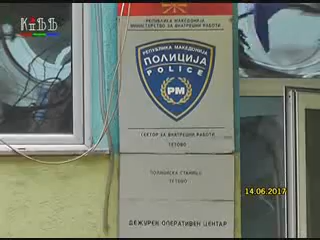 КТВВ
РЕПУБЛИКА МАКЕДОНИЈА
МИНИСТЕРСТВО ЗА ВНАТРЕШНИ РАБОТИ
РЕПУБЛИКА МАКЕДОНИЈА
ПОЛИЦИЈА
POLICE
РМ
СЕКТОР ЗА ВНАТРЕШНИ РАБОТИ
ТЕТОВО
ПОЛИЦИСКА СТАНИЦА
ТЕТОВО
14.06.2017
ДЕЖУРЕН ОПЕРАТИВЕН ЦЕНТАР